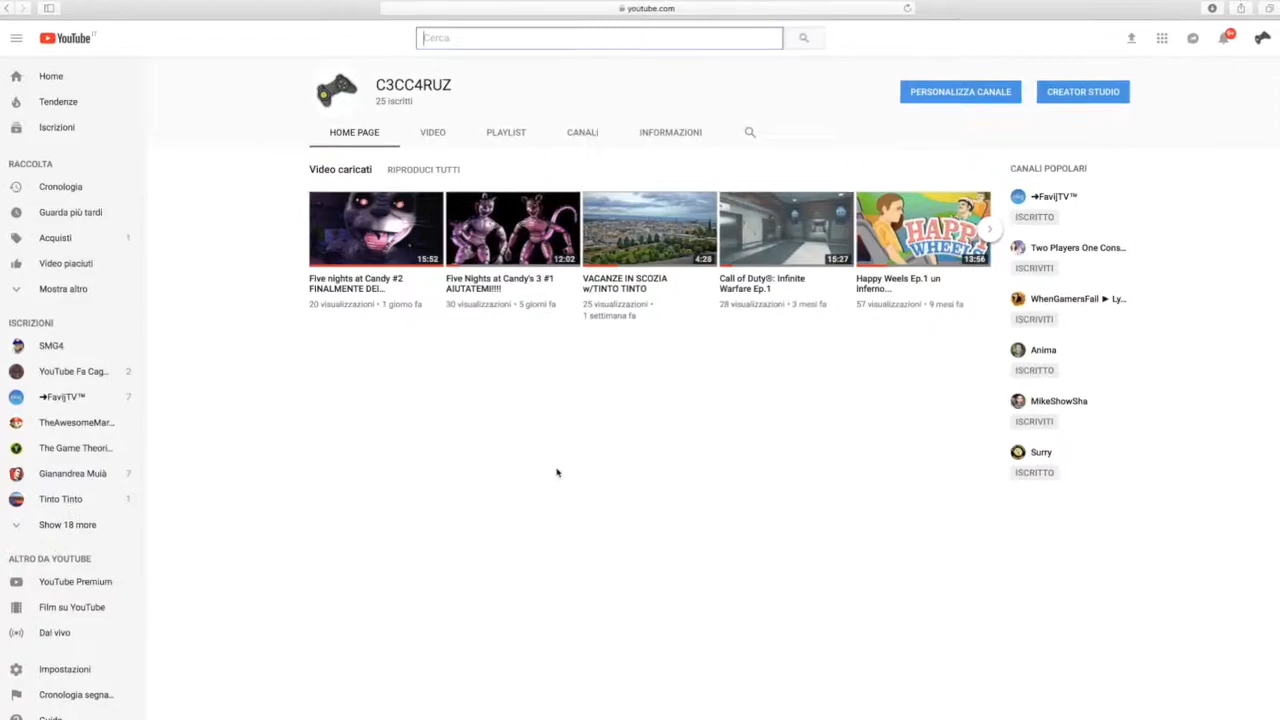 youtube.com
YouTube IT
Cerca
9+
Home
Tendenze
Iscrizioni
RACCOLTA
Cronologia
Guarda più tardi
Acquisti 1
Video piaciuti
Mostra altro
ISCRIZIONI
SMG4
YouTube Fa Cag... 2
➜FavijTV™ 7
TheAwesomeMar...
The Game Theori...
Gianandrea Muià 7
Tinto Tinto 1
Show 18 more
ALTRO DA YOUTUBE
YouTube Premium
Film su YouTube
Dal vivo
Impostazioni
Cronologia segna...
C3CC4RUZ
25 iscritti
PERSONALIZZA CANALE
CREATOR STUDIO
HOME PAGE
VIDEO
PLAYLIST
CANALI
INFORMAZIONI
Video caricati
RIPRODUCI TUTTI
15:52
Five nights at Candy #2
FINALMENTE DEI...
20 visualizzazioni • 1 giorno fa
12:02
Five Nights at Candy's 3 #1
AIUTATEMI!!!!
30 visualizzazioni • 5 giorni fa
4:28
VACANZE IN SCOZIA
w/TINTO TINTO
25 visualizzazioni •
1 settimana fa
15:27
Call of Duty®: Infinite
Warfare Ep.1
28 visualizzazioni • 3 mesi fa
HAPPY
WHEELS
13:56
Happy Weels Ep.1 un
inferno...
57 visualizzazioni • 9 mesi fa
CANALI POPOLARI
➜FavijTV™
ISCRITTO
Two Players One Cons...
ISCRIVITI
WhenGamersFail ► Ly...
ISCRIVITI
Anima
ISCRITTO
MikeShowSha
ISCRIVITI
Surry
ISCRITTO